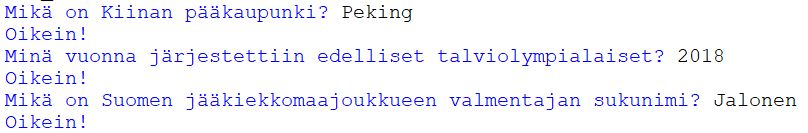 Mikä on Kiinan pääkaupunki? Peking
Oikein!
Minä vuonna järjestettiin edelliset talviolympialaiset? 2018
Oikein!
Mikä on Suomen jääkiekkomaajoukkueen valmentajan sukunimi? Jalonen
Oikein!